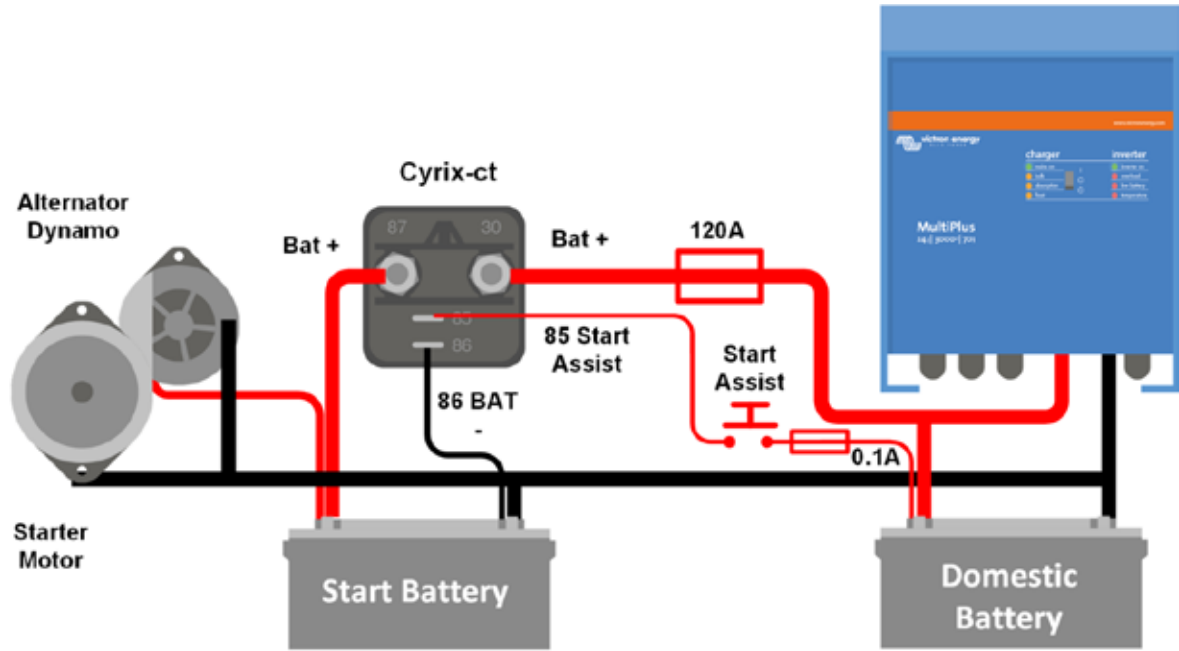 Cyrix-ct
Alternator
Dynamo
Bat +
87
30
Bat +
120A
85
86
85 Start
Assist
86 BAT
-
Start
Assist
0.1A
Starter
Motor
Start Battery
Domestic
Battery
victron energy
charger
inverter
MultiPlus